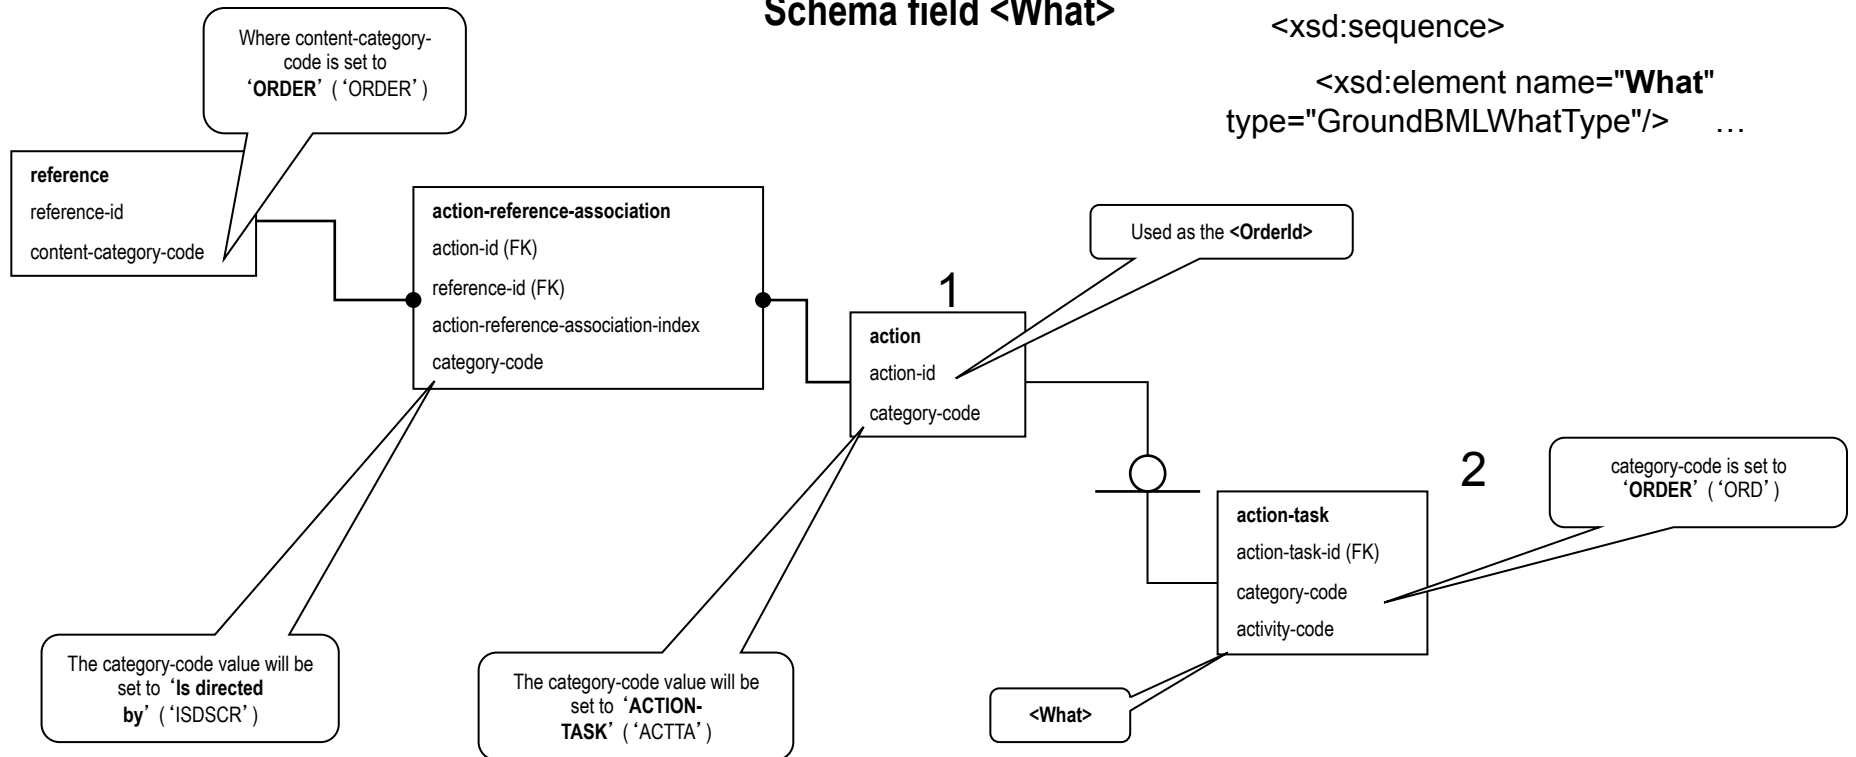 Schema field <What>
<xsd:sequence>
<xsd:element name="What"
type="GroundBMLWhatType"/> …
Where content-category-
code is set to
‘ORDER’ (‘ORDER’)
reference
reference-id
content-category-code
action-reference-association
action-id (FK)
reference-id (FK)
action-reference-association-index
category-code
Used as the <OrderId>
1
action
action-id
category-code
2
category-code is set to
‘ORDER’ (‘ORD’)
action-task
action-task-id (FK)
category-code
activity-code
The category-code value will be
set to ‘Is directed
by’ (‘ISDSCR’)
The category-code value will be
set to ‘ACTION-
TASK’ (‘ACTTA’)
<What>